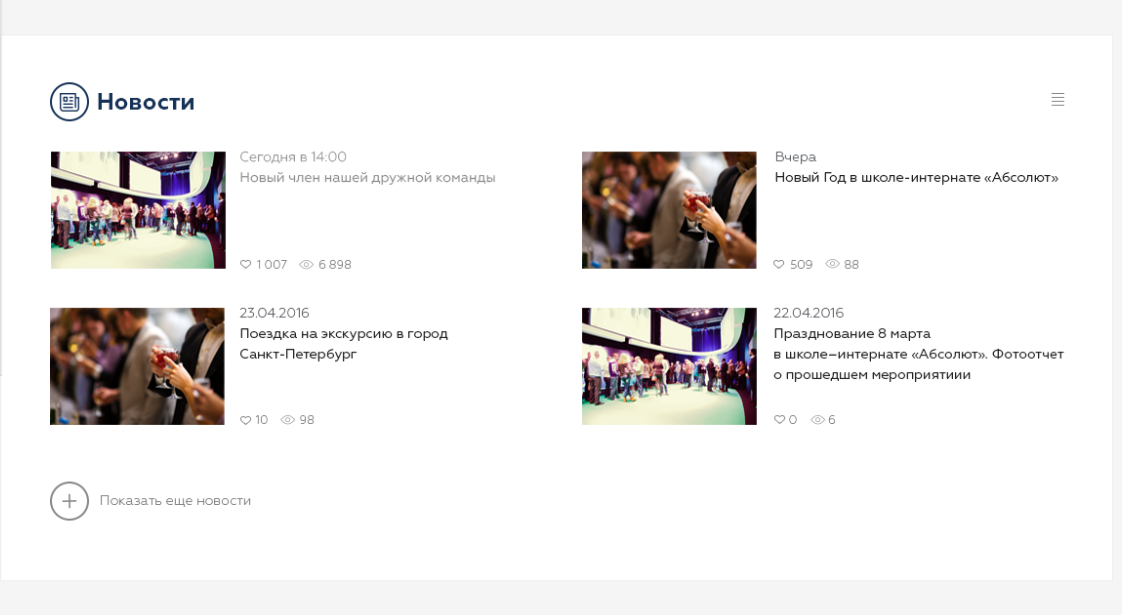 Новости
Сегодня в 14:00
Новый член нашей дружной команды
1 007 6 898
Вчера
Новый Год в школе-интернате «Абсолют»
509 88
23.04.2016
Поездка на экскурсию в город
Санкт-Петербург
10 98
22.04.2016
Празднование 8 марта
в школе–интернате «Абсолют». Фотоотчет
о прошедшем мероприятиии
0 6
Показать еще новости